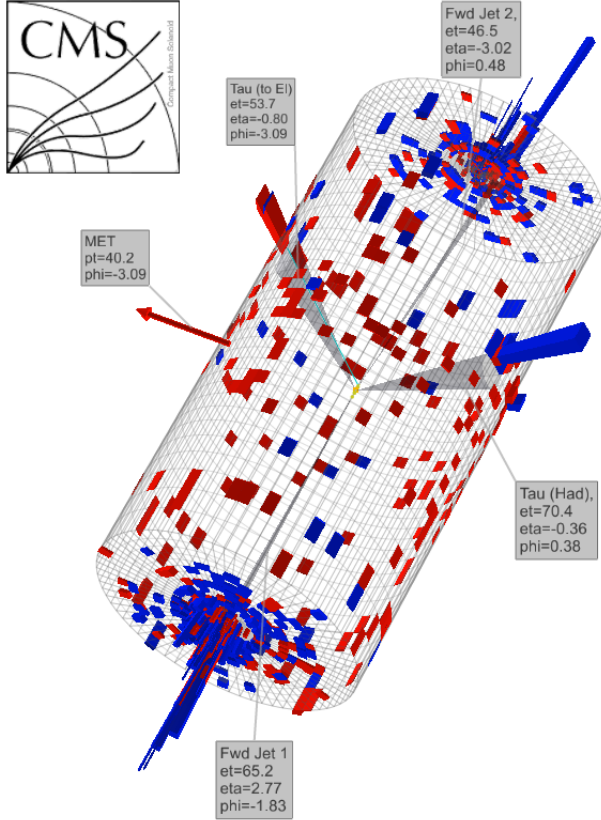 CMS
Compact Muon Solenoid
Fwd Jet 2,
et=46.5
eta=-3.02
phi=0.48
Tau (to El)
et=53.7
eta=-0.80
phi=-3.09
MET
pt=40.2
phi=-3.09
Tau (Had),
et=70.4
eta=-0.36
phi=0.38
Fwd Jet 1
et=65.2
eta=2.77
phi=-1.83